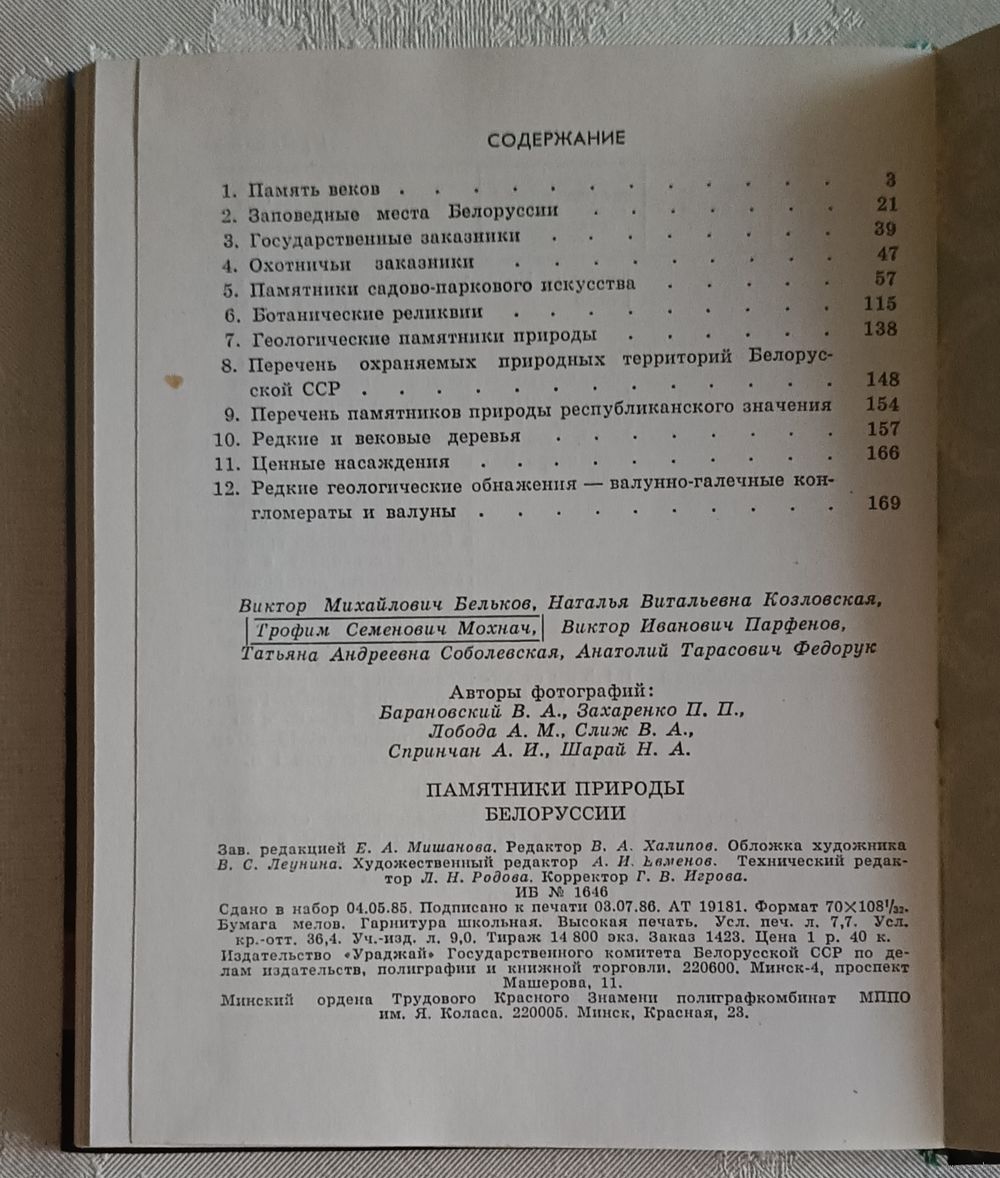 СОДЕРЖАНИЕ
1. Память веков . . . . . . . . . . . . 3
2. Заповедные места Белоруссии . . . . . . . 21
3. Государственные заказники . . . . . . . . 39
4. Охотничьи заказники . . . . . . . . . 47
5. Памятники садово-паркового искусства . . . . . 57
6. Ботанические реликвии . . . . . . . . . 115
7. Геологические памятники природы . . . . . . 138
8. Перечень охраняемых природных территорий Белорус-
ской ССР . . . . . . . . . . . . . 148
9. Перечень памятников природы республиканского значения 154
10. Редкие и вековые деревья . . . . . . . . 157
11. Ценные насаждения . . . . . . . . . . 166
12. Редкие геологические обнажения — валунно-галечные кон-
гломераты и валуны . . . . . . . . . . 169
Виктор Михайлович Бельков, Наталья Витальевна Козловская,
Трофим Семенович Мохнач, Виктор Иванович Парфенов,
Татьяна Андреевна Соболевская, Анатолий Тарасович Федорук
Авторы фотографий:
Барановский В. А., Захаренко П. П.,
Лобода А. М., Слиж В. А.,
Спринчан А. И., Шарай Н. А.
ПАМЯТНИКИ ПРИРОДЫ
БЕЛОРУССИИ
Зав. редакцией Е. А. Мишанова. Редактор В. А. Халипов. Обложка художника
В. С. Леунина. Художественный редактор А. И. Евменов. Технический редак-
тор Л. Н. Родова. Корректор Г. В. Игрова.
ИБ № 1646
Сдано в набор 04.05.85. Подписано к печати 03.07.86. АТ 19181. Формат 70×108¹/₃₂.
Бумага мелов. Гарнитура школьная. Высокая печать. Усл. печ. л. 7,7. Усл.
кр.-отт. 36,4. Уч.-изд. л. 9,0. Тираж 14 800 экз. Заказ 1423. Цена 1 р. 40 к.
Издательство «Ураджай» Государственного комитета Белорусской ССР по де-
лам издательств, полиграфии и книжной торговли. 220600. Минск-4, проспект
Машерова, 11.
Минский ордена Трудового Красного Знамени полиграфкомбинат МППО
им. Я. Коласа. 220005. Минск, Красная, 23.